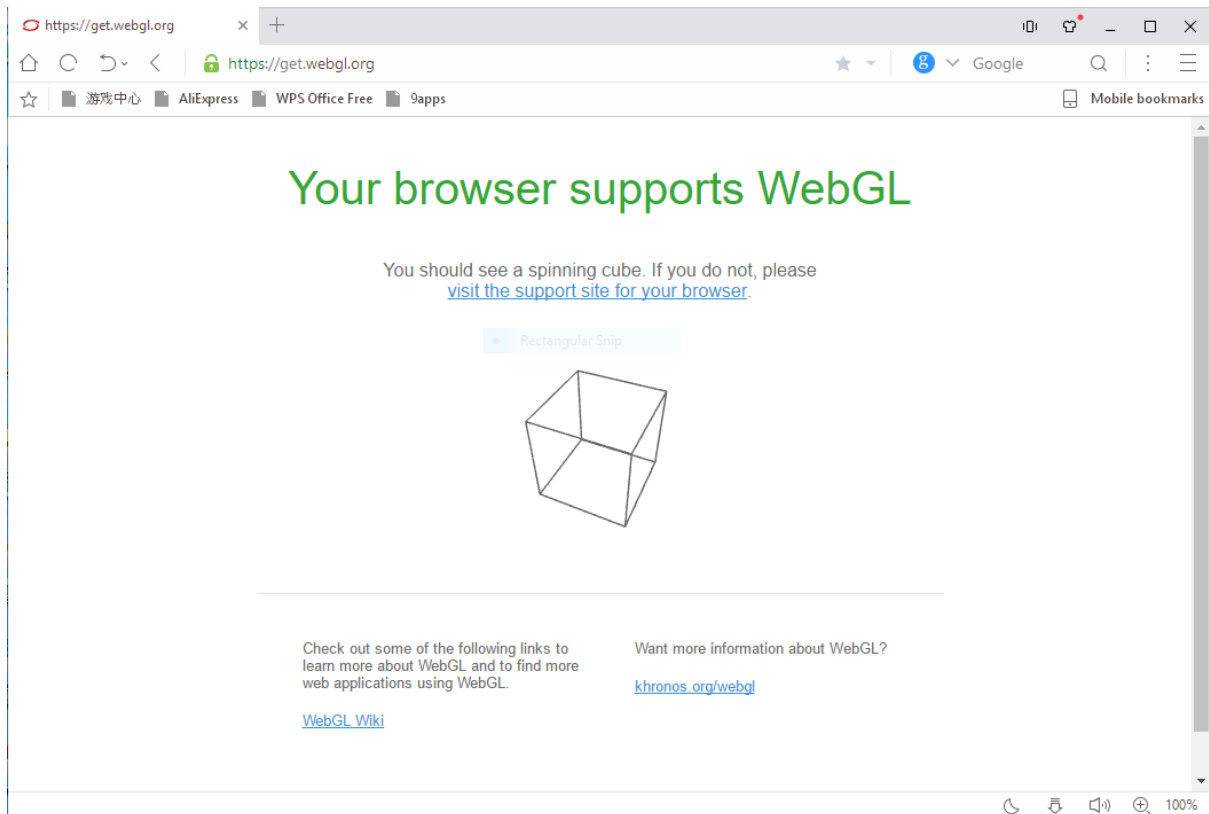 https://get.webgl.org
https://get.webgl.org
g Google
游戏中心 AliExpress WPS Office Free 9apps Mobile bookmarks
Your browser supports WebGL
You should see a spinning cube. If you do not, please
visit the support site for your browser.
Rectangular Snip
Check out some of the following links to
learn more about WebGL and to find more
web applications using WebGL.
WebGL Wiki
Want more information about WebGL?
khronos.org/webgl
100%